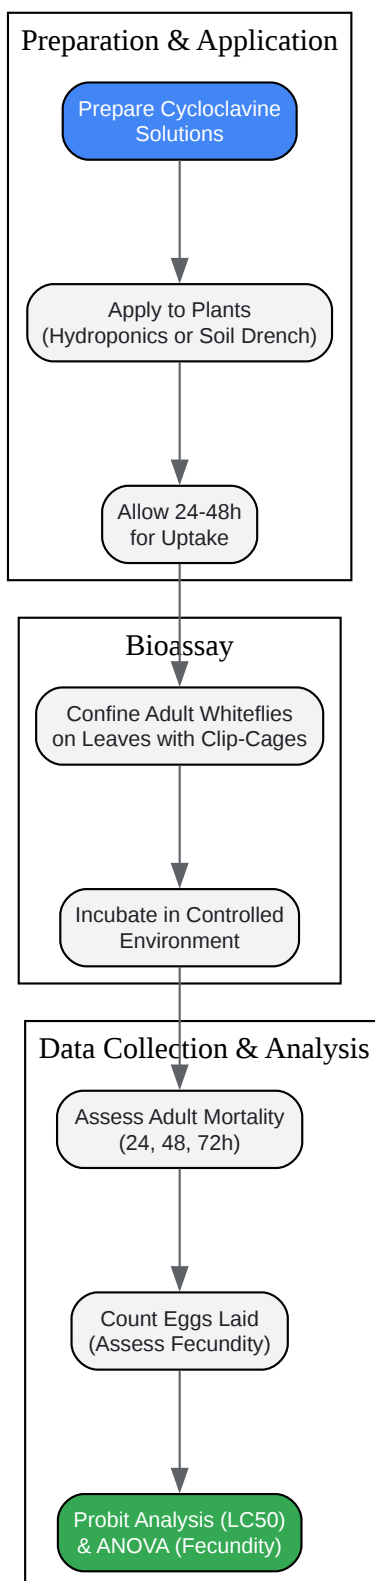 Preparation & Application
Prepare Cycloclavine
Solutions
Apply to Plants
(Hydroponics or Soil Drench)
Allow 24-48h
for Uptake
Bioassay
Confine Adult Whiteflies
on Leaves with Clip-Cages
Incubate in Controlled
Environment
Data Collection & Analysis
Assess Adult Mortality
(24, 48, 72h)
Count Eggs Laid
(Assess Fecundity)
Probit Analysis (LC50)
& ANOVA (Fecundity)